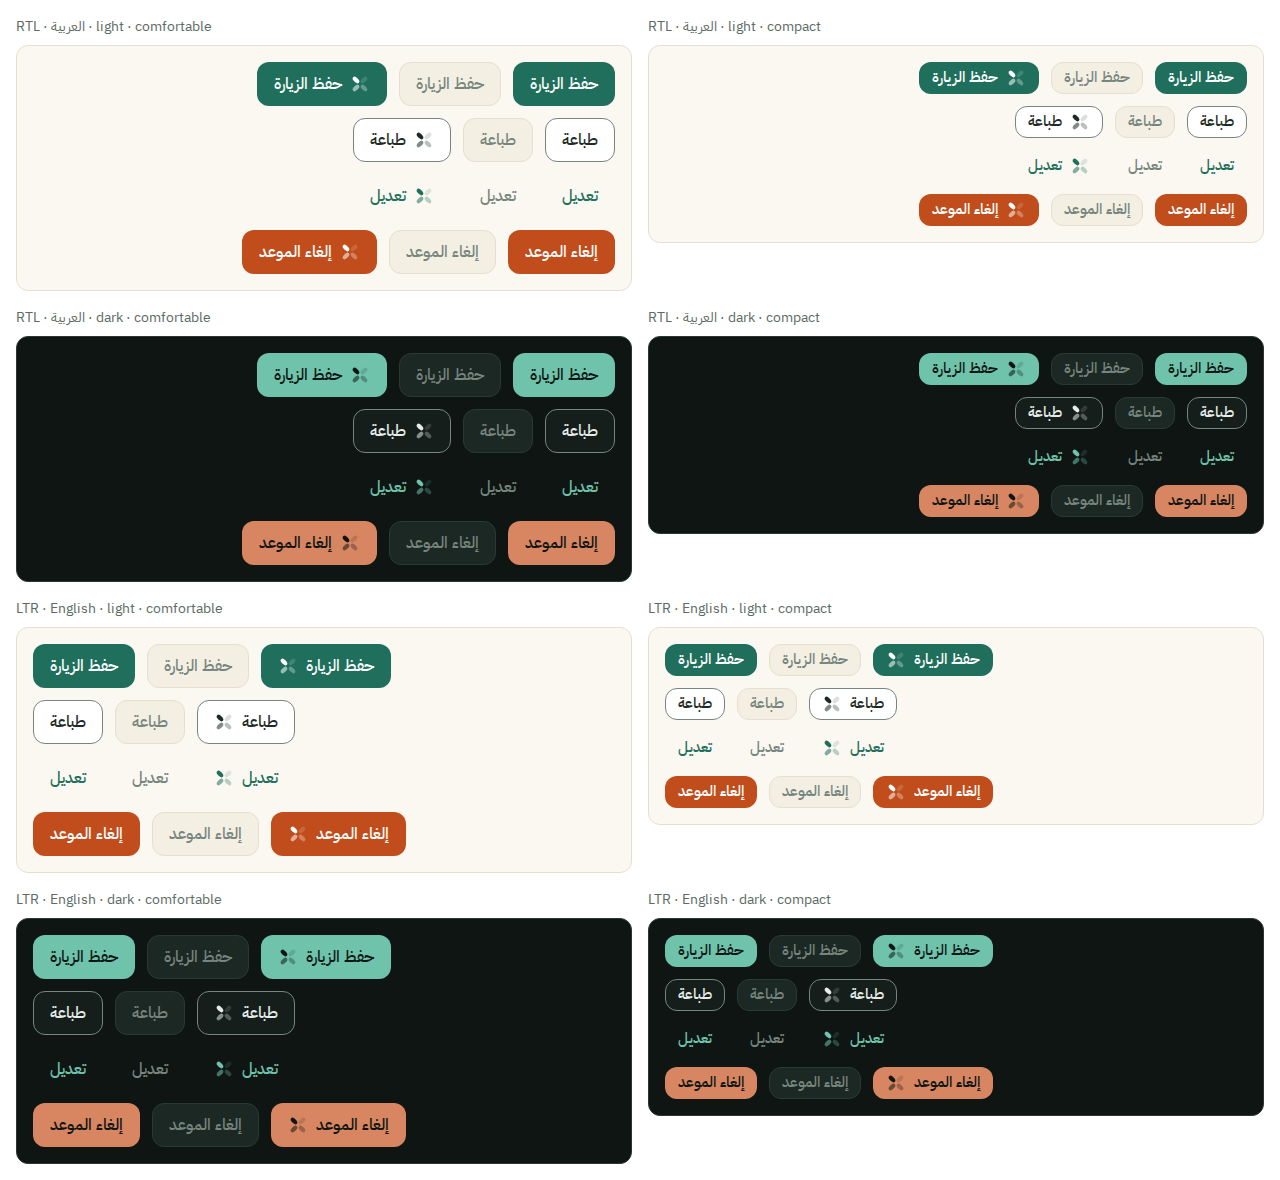 RTL · العربية · light · comfortable
حفظ الزيارة حفظ الزيارة حفظ الزيارة
طباعة طباعة طباعة
تعديل تعديل تعديل
إلغاء الموعد إلغاء الموعد إلغاء الموعد
RTL · العربية · light · compact
حفظ الزيارة حفظ الزيارة حفظ الزيارة
طباعة طباعة طباعة
تعديل تعديل تعديل
إلغاء الموعد إلغاء الموعد إلغاء الموعد
RTL · العربية · dark · comfortable
حفظ الزيارة حفظ الزيارة حفظ الزيارة
طباعة طباعة طباعة
تعديل تعديل تعديل
إلغاء الموعد إلغاء الموعد إلغاء الموعد
RTL · العربية · dark · compact
حفظ الزيارة حفظ الزيارة حفظ الزيارة
طباعة طباعة طباعة
تعديل تعديل تعديل
إلغاء الموعد إلغاء الموعد إلغاء الموعد
LTR · English · light · comfortable
حفظ الزيارة حفظ الزيارة حفظ الزيارة
طباعة طباعة طباعة
تعديل تعديل تعديل
إلغاء الموعد إلغاء الموعد إلغاء الموعد
LTR · English · light · compact
حفظ الزيارة حفظ الزيارة حفظ الزيارة
طباعة طباعة طباعة
تعديل تعديل تعديل
إلغاء الموعد إلغاء الموعد إلغاء الموعد
LTR · English · dark · comfortable
حفظ الزيارة حفظ الزيارة حفظ الزيارة
طباعة طباعة طباعة
تعديل تعديل تعديل
إلغاء الموعد إلغاء الموعد إلغاء الموعد
LTR · English · dark · compact
حفظ الزيارة حفظ الزيارة حفظ الزيارة
طباعة طباعة طباعة
تعديل تعديل تعديل
إلغاء الموعد إلغاء الموعد إلغاء الموعد